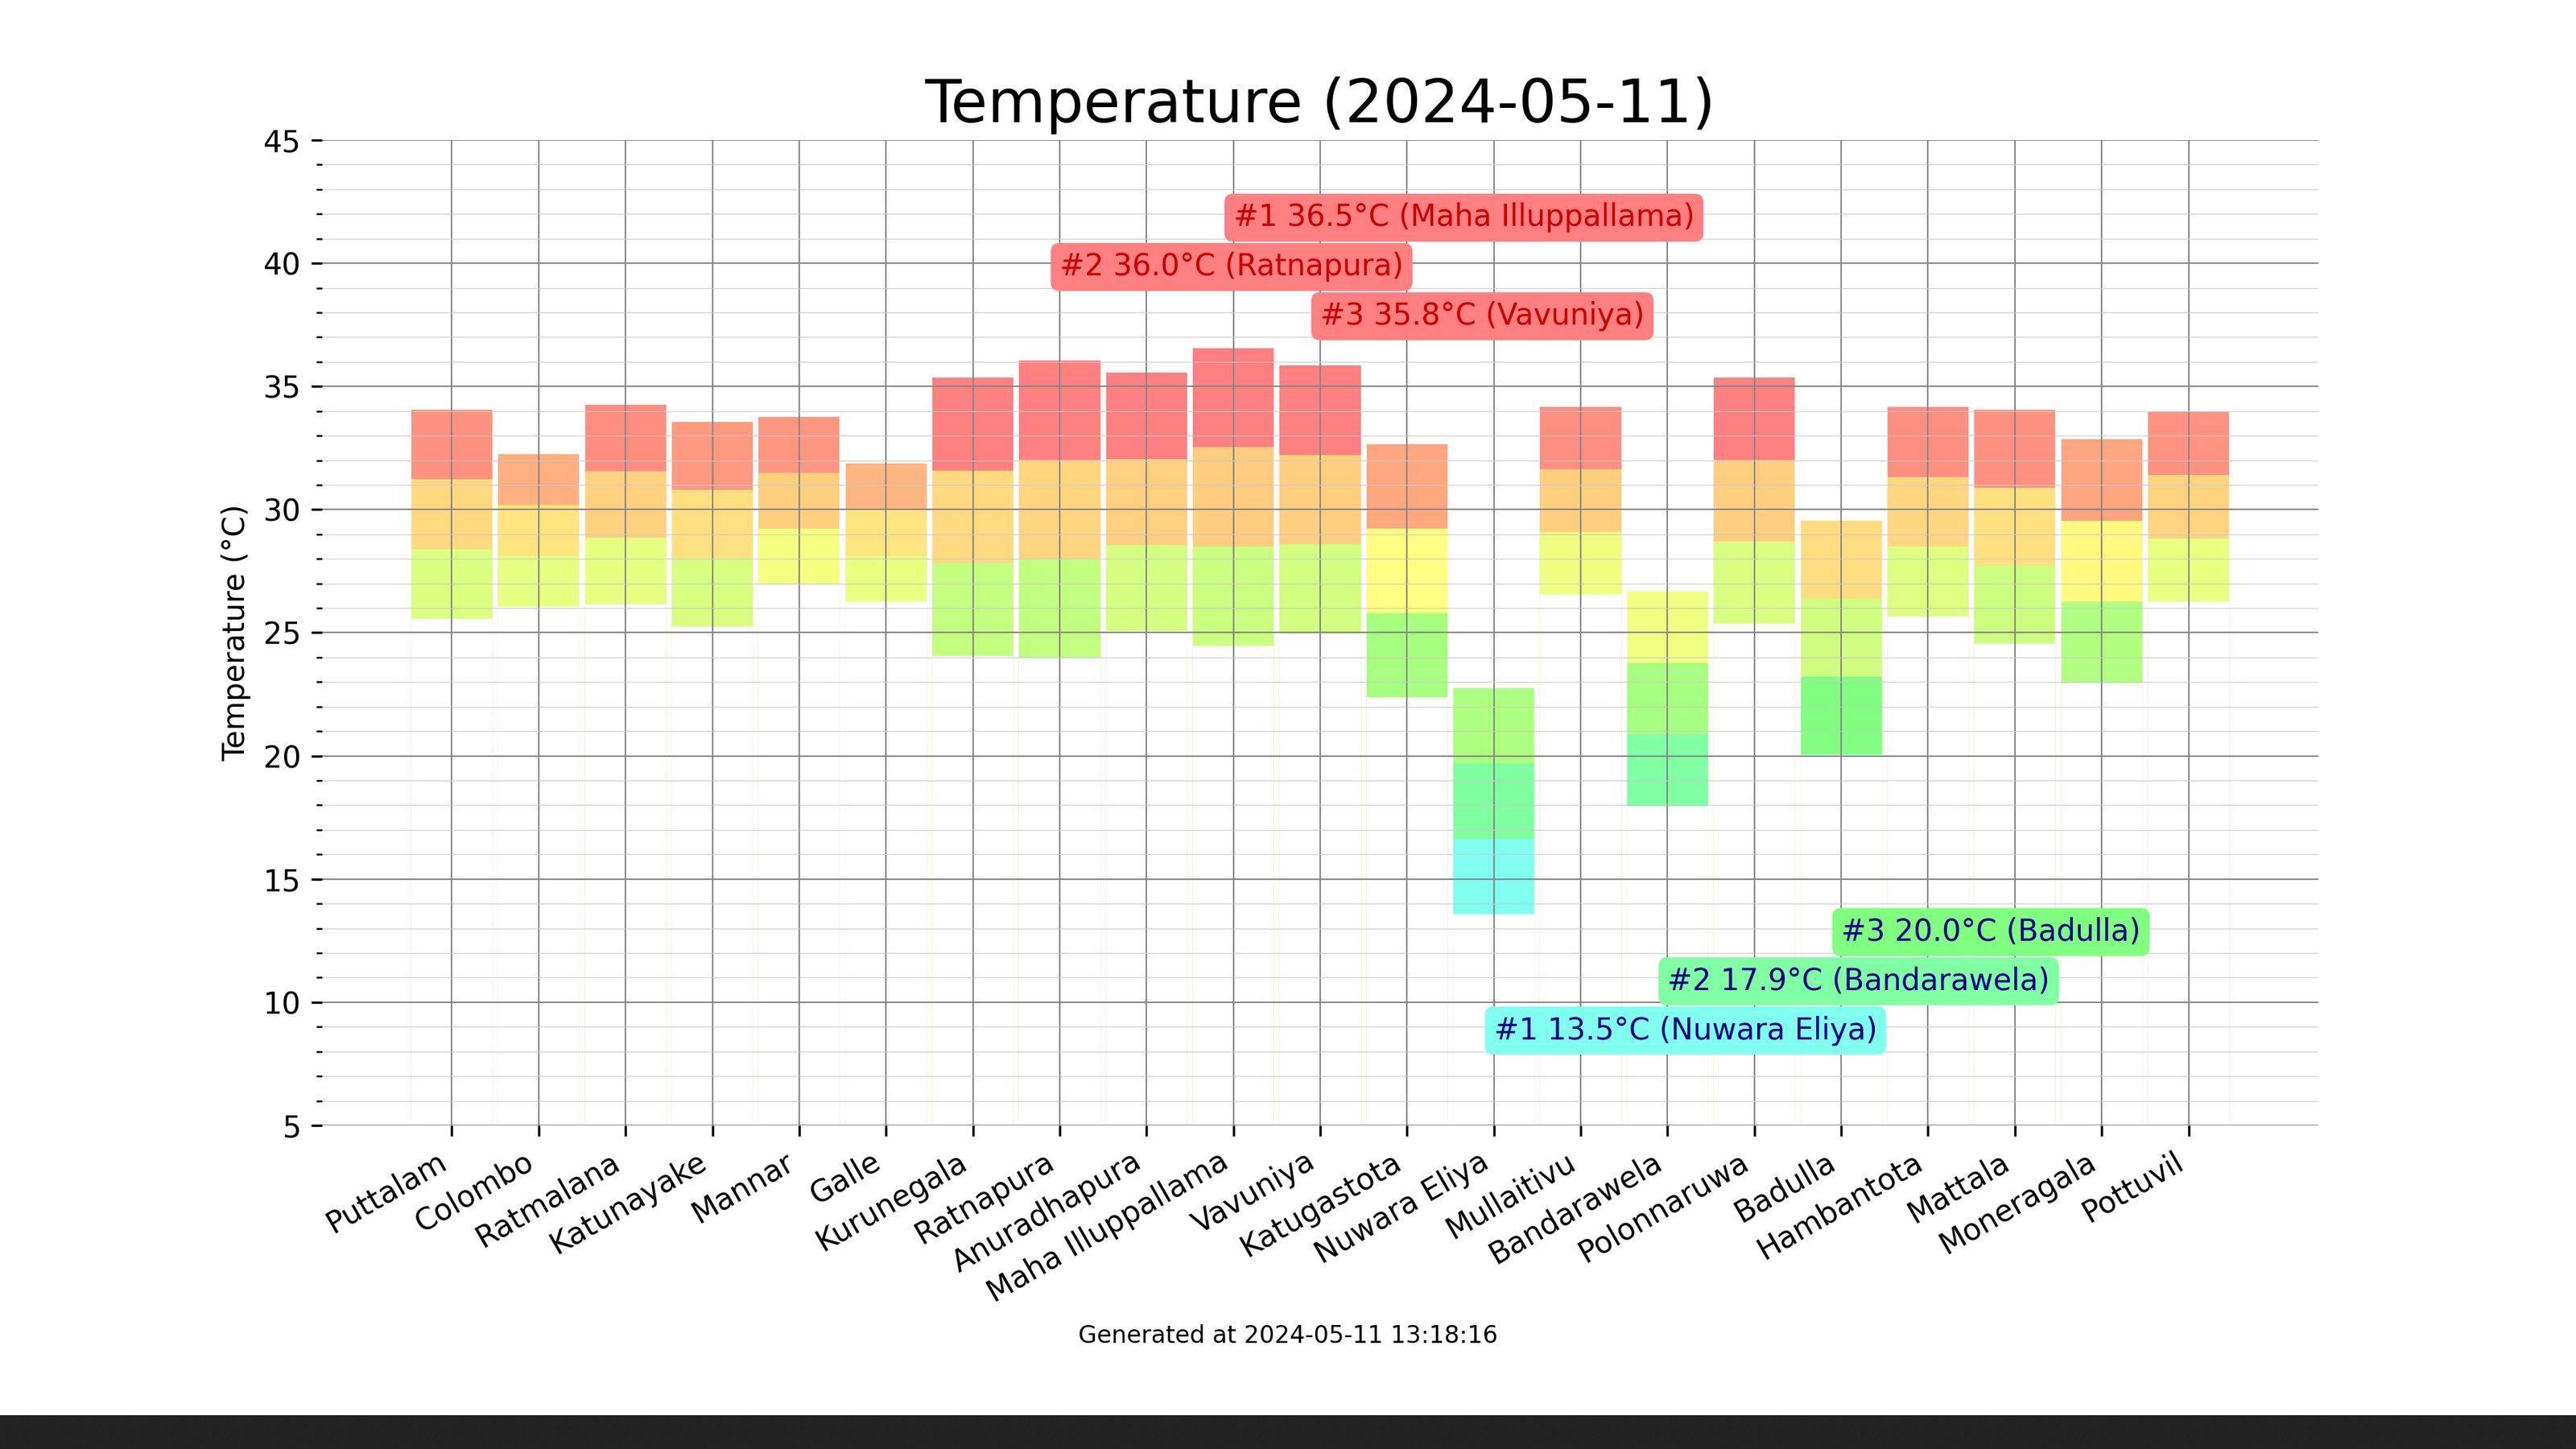 Temperature (2024-05-11)
45
40
35
30
25
20
15
10
5
Temperature (°C)
#1 36.5°C (Maha Illuppallama)
#2 36.0°C (Ratnapura)
#3 35.8°C (Vavuniya)
#3 20.0°C (Badulla)
#2 17.9°C (Bandarawela)
#1 13.5°C (Nuwara Eliya)
Puttalam
Colombo
Ratmalana
Katunayake
Mannar
Galle
Kurunegala
Ratnapura
Anuradhapura
Maha Illuppallama
Vavuniya
Katugastota
Nuwara Eliya
Mullaitivu
Bandarawela
Polonnaruwa
Badulla
Hambantota
Mattala
Moneragala
Pottuvil
Generated at 2024-05-11 13:18:16